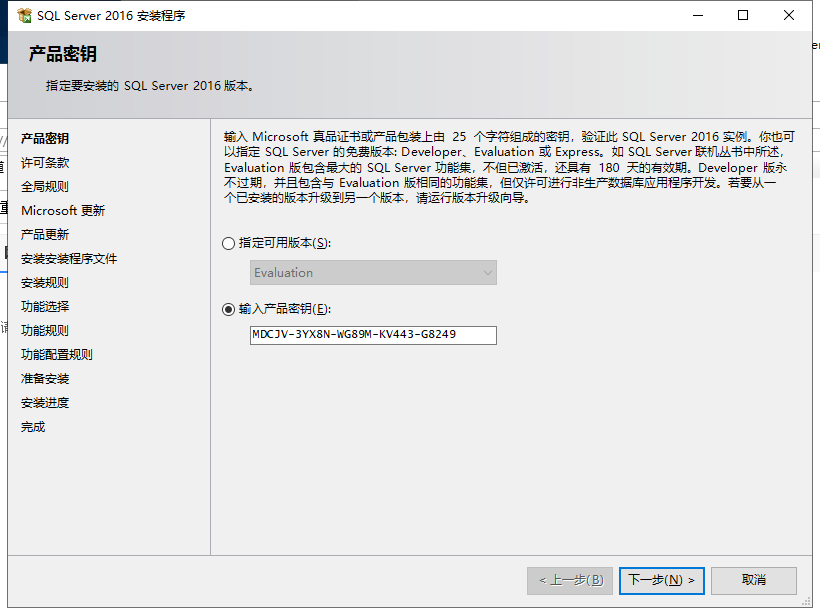 SQL Server 2016 安装程序
产品密钥
指定要安装的 SQL Server 2016 版本。
产品密钥
许可条款
全局规则
Microsoft 更新
产品更新
安装安装程序文件
安装规则
功能选择
功能规则
功能配置规则
准备安装
安装进度
完成
输入 Microsoft 真品证书或产品包装上由 25 个字符组成的密钥，验证此 SQL Server 2016 实例。你也可
以指定 SQL Server 的免费版本: Developer、Evaluation 或 Express。如 SQL Server 联机丛书中所述，
Evaluation 版包含最大的 SQL Server 功能集，不但已激活，还具有 180 天的有效期。Developer 版永
不过期，并且包含与 Evaluation 版相同的功能集，但仅许可进行非生产数据库应用程序开发。若要从一
个已安装的版本升级到另一个版本，请运行版本升级向导。
指定可用版本(S):
Evaluation
输入产品密钥(E):
MDCJV-3YX8N-WG89M-KV443-G8249
< 上一步(B)
下一步(N) >
取消